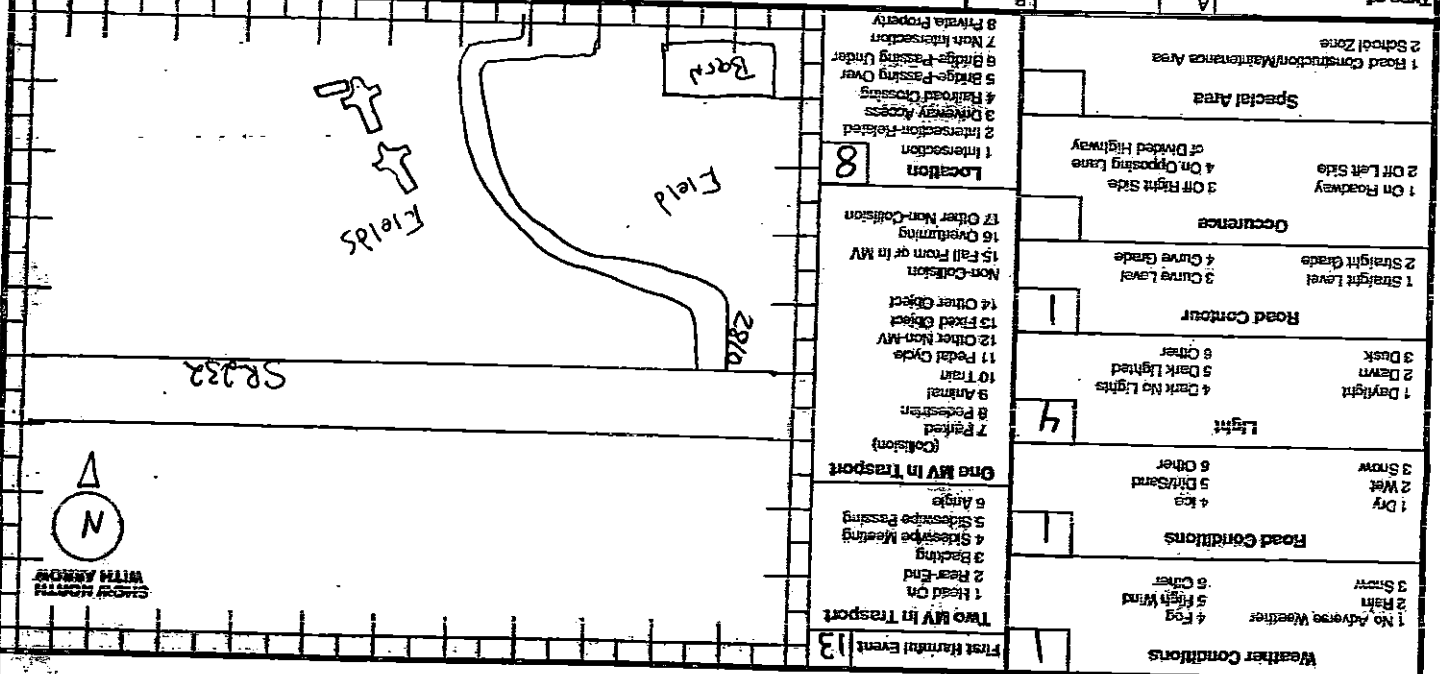 Weather Conditions 1
1 No Adverse Weather 4 Fog
2 Rain 5 High Wind
3 Snow 6 Other
Road Conditions 1
1 Dry 4 Ice
2 Wet 5 Dirt/Sand
3 Snow 6 Other
Light 4
1 Daylight 4 Dark No Lights
2 Dawn 5 Dark Lighted
3 Dusk 6 Other
Road Contour 1
1 Straight Level 3 Curve Level
2 Straight Grade 4 Curve Grade
Occurence
1 On Roadway 3 Off Right Side
2 Off Left Side 4 On Opposing Lane
of Divided Highway
Special Area
1 Road Construction/Maintenance Area
2 School Zone
First Harmful Event 13
Two MV In Trasport
1 Head On
2 Rear-End
3 Backing
4 Sideswipe Meeting
5 Sideswipe Passing
6 Angle
One MV In Trasport
(Collision)
7 Parked
8 Pedestrian
9 Animal
10 Train
11 Pedal Cycle
12 Other Non-MV
13 Fixed Object
14 Other Object
Non-Collision
15 Fall From or In MV
16 Overturning
17 Other Non-Collision
Location 8
1 Intersection
2 Intersection-Related
3 Driveway Access
4 Railroad Crossing
5 Bridge-Passing Over
6 Bridge-Passing Under
7 Non Intersection
8 Private Property
SHOW NORTH
WITH ARROW
N
SR232
Fields
Field
Barn